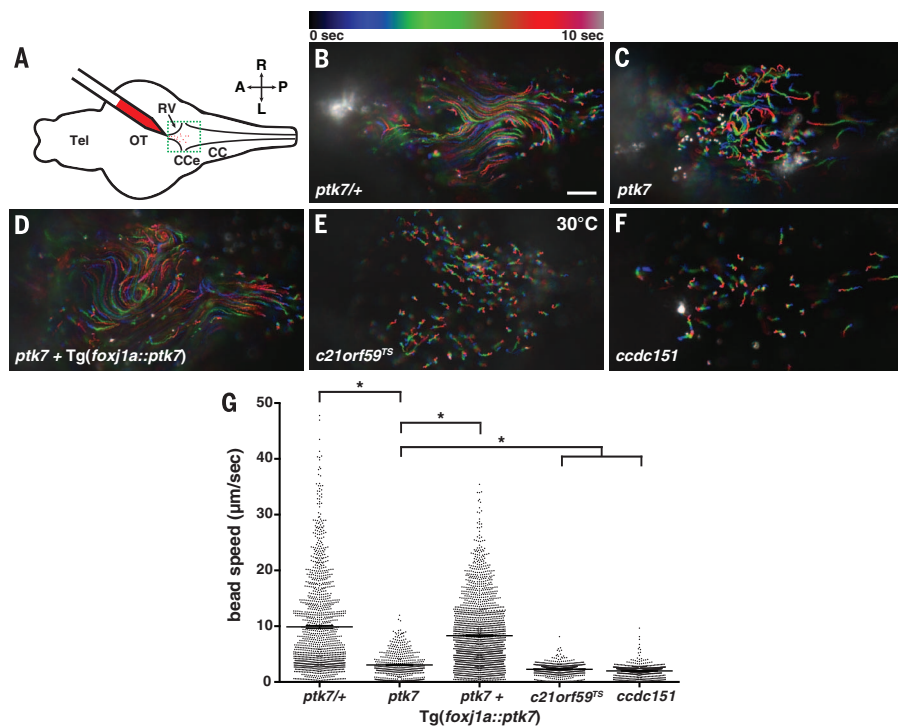 0 sec 10 sec
A
R
A P
L
RV
Tel OT
CCe CC
B
ptk7/+
C
ptk7
D
ptk7 + Tg(foxj1a::ptk7)
E
30°C
c21orf59TS
F
ccdc151
G
*
*
*
bead speed (µm/sec)
50
40
30
20
10
0
ptk7/+ ptk7 ptk7 + c21orf59TS ccdc151
Tg(foxj1a::ptk7)